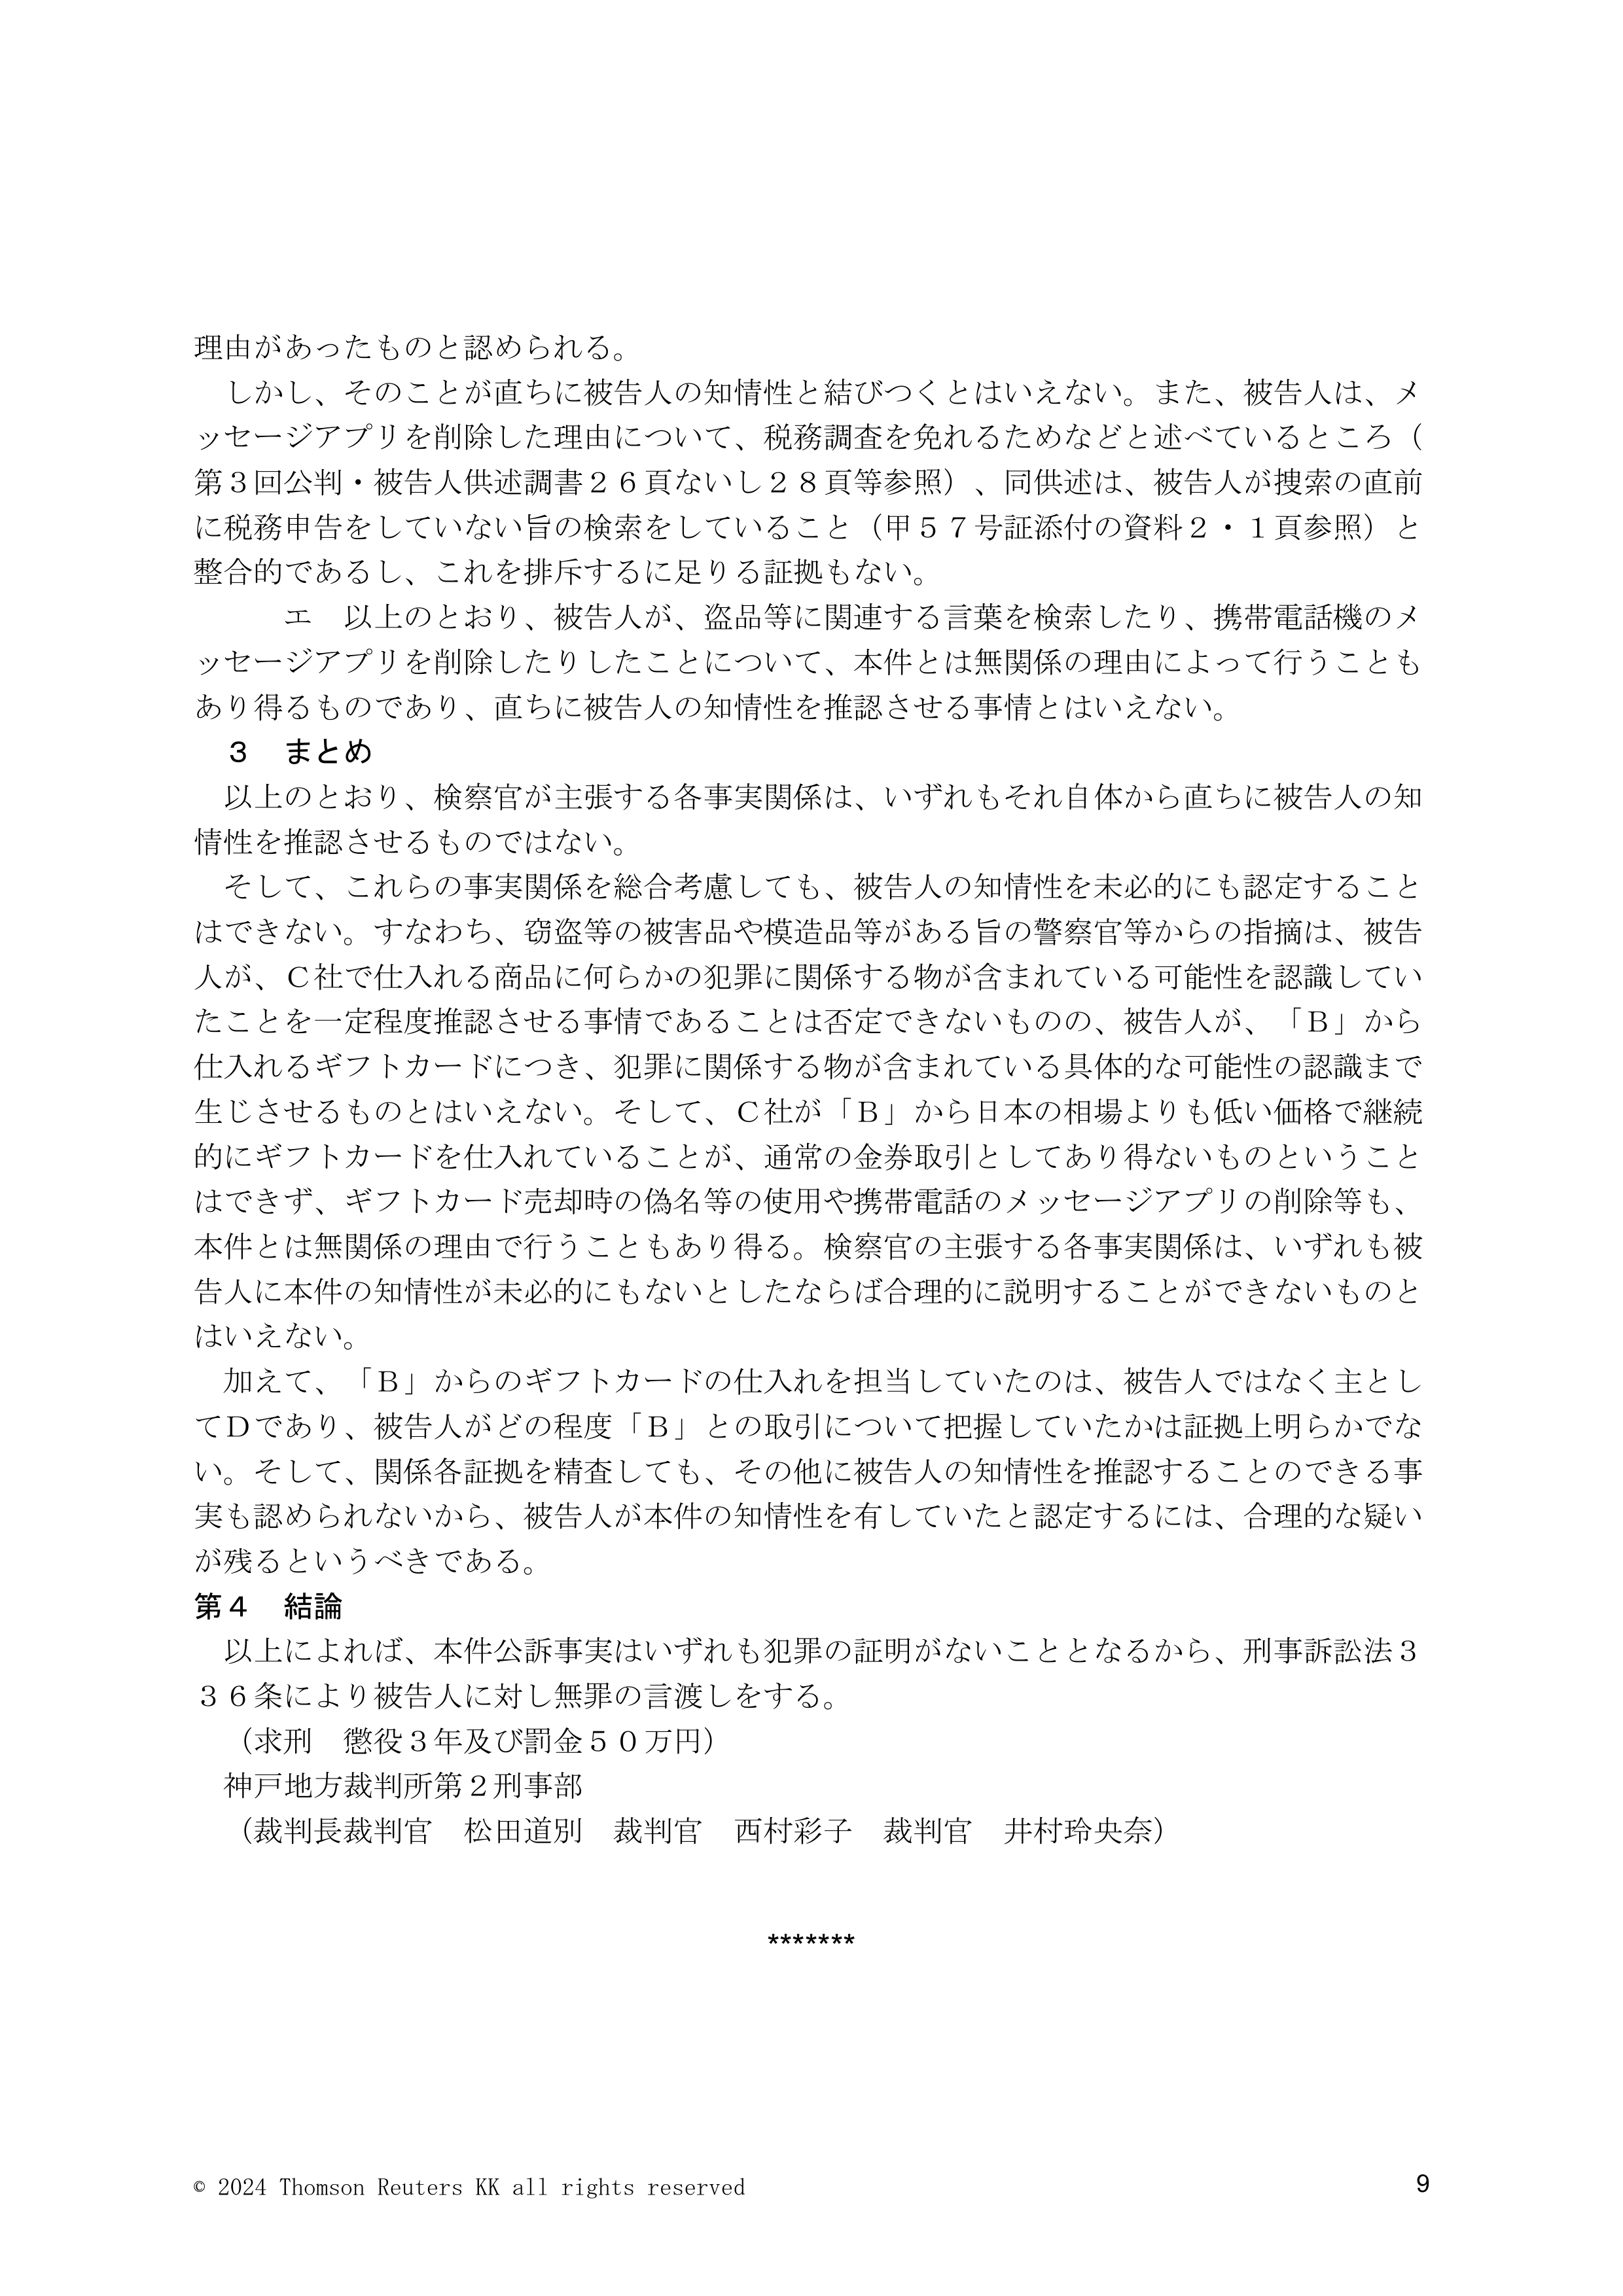 理由があったものと認められる。
　しかし、そのことが直ちに被告人の知情性と結びつくとはいえない。また、被告人は、メ
ッセージアプリを削除した理由について、税務調査を免れるためなどと述べているところ（
第３回公判・被告人供述調書２６頁ないし２８頁等参照）、同供述は、被告人が捜索の直前
に税務申告をしていない旨の検索をしていること（甲５７号証添付の資料２・１頁参照）と
整合的であるし、これを排斥するに足りる証拠もない。
　　　エ　以上のとおり、被告人が、盗品等に関連する言葉を検索したり、携帯電話機のメ
ッセージアプリを削除したりしたことについて、本件とは無関係の理由によって行うことも
あり得るものであり、直ちに被告人の知情性を推認させる事情とはいえない。
　３　まとめ
　以上のとおり、検察官が主張する各事実関係は、いずれもそれ自体から直ちに被告人の知
情性を推認させるものではない。
　そして、これらの事実関係を総合考慮しても、被告人の知情性を未必的にも認定すること
はできない。すなわち、窃盗等の被害品や模造品等がある旨の警察官等からの指摘は、被告
人が、Ｃ社で仕入れる商品に何らかの犯罪に関係する物が含まれている可能性を認識してい
たことを一定程度推認させる事情であることは否定できないものの、被告人が、「Ｂ」から
仕入れるギフトカードにつき、犯罪に関係する物が含まれている具体的な可能性の認識まで
生じさせるものとはいえない。そして、Ｃ社が「Ｂ」から日本の相場よりも低い価格で継続
的にギフトカードを仕入れていることが、通常の金券取引としてあり得ないものということ
はできず、ギフトカード売却時の偽名等の使用や携帯電話のメッセージアプリの削除等も、
本件とは無関係の理由で行うこともあり得る。検察官の主張する各事実関係は、いずれも被
告人に本件の知情性が未必的にもないとしたならば合理的に説明することができないものと
はいえない。
　加えて、「Ｂ」からのギフトカードの仕入れを担当していたのは、被告人ではなく主とし
てＤであり、被告人がどの程度「Ｂ」との取引について把握していたかは証拠上明らかでな
い。そして、関係各証拠を精査しても、その他に被告人の知情性を推認することのできる事
実も認められないから、被告人が本件の知情性を有していたと認定するには、合理的な疑い
が残るというべきである。
第４　結論
　以上によれば、本件公訴事実はいずれも犯罪の証明がないこととなるから、刑事訴訟法３
３６条により被告人に対し無罪の言渡しをする。
　（求刑　懲役３年及び罰金５０万円）
　神戸地方裁判所第２刑事部
　（裁判長裁判官　松田道別　裁判官　西村彩子　裁判官　井村玲央奈）
*******
© 2024 Thomson Reuters KK all rights reserved
9